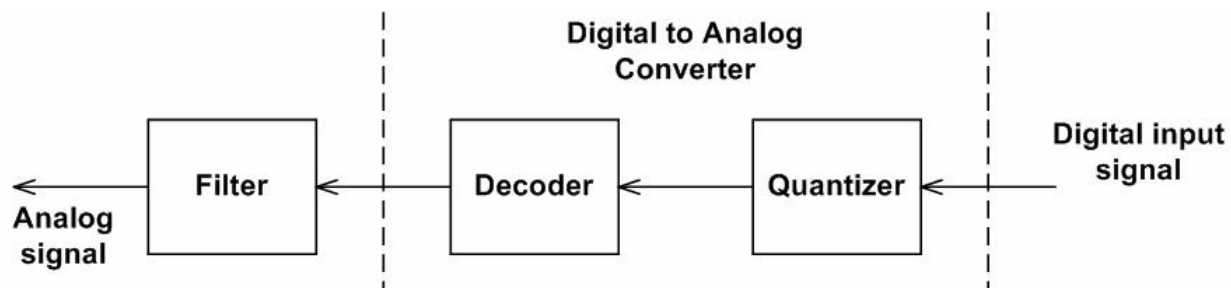 Digital to Analog
Converter
Digital input
signal
Filter
Decoder
Quantizer
Analog
signal